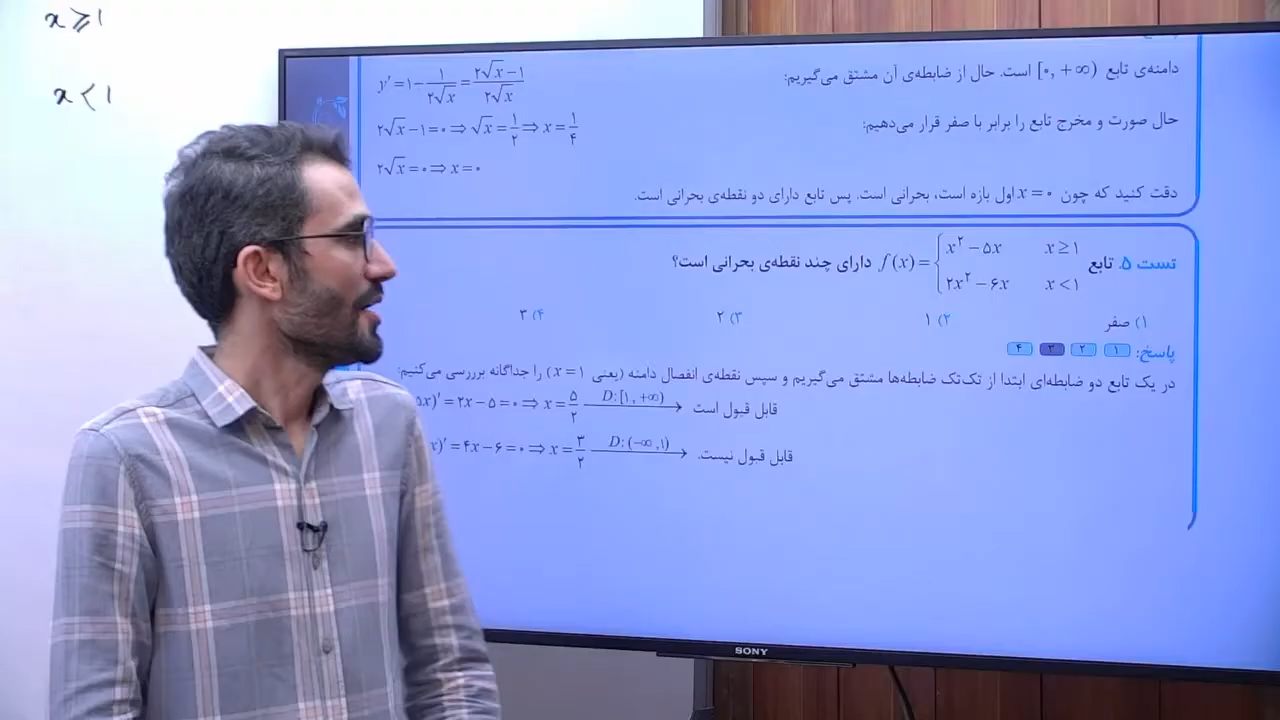 x ≥ 1
x < 1
دامنه‌ی تابع [۰, +∞) است. حال از ضابطه‌ی آن مشتق می‌گیریم:
y′ = ۱ − ۱/(۲√x) = (۲√x − ۱)/(۲√x)
حال صورت و مخرج تابع را برابر با صفر قرار می‌دهیم:
۲√x − ۱ = ۰ ⇒ √x = ۱/۲ ⇒ x = ۱/۴
۲√x = ۰ ⇒ x = ۰
دقت کنید که چون x = ۰ اول بازه است، بحرانی است. پس تابع دارای دو نقطه‌ی بحرانی است.
تست ۵. تابع f(x) = { x² − ۵x x ≥ ۱ دارای چند نقطه‌ی بحرانی است؟
۲x² − ۶x x < ۱
۱) صفر ۲) ۱ ۳) ۲ ۴) ۳
پاسخ: ۱ ۲ ۳ ۴
در یک تابع دو ضابطه‌ای ابتدا از تک‌تک ضابطه‌ها مشتق می‌گیریم و سپس نقطه‌ی انفصال دامنه (یعنی x = ۱) را جداگانه برررسی می‌کنیم:
۵x)′ = ۲x − ۵ = ۰ ⇒ x = ۵/۲ D:[۱, +∞) → قابل قبول است
x)′ = ۴x − ۶ = ۰ ⇒ x = ۳/۲ D:(−∞, ۱) → قابل قبول نیست.
SONY